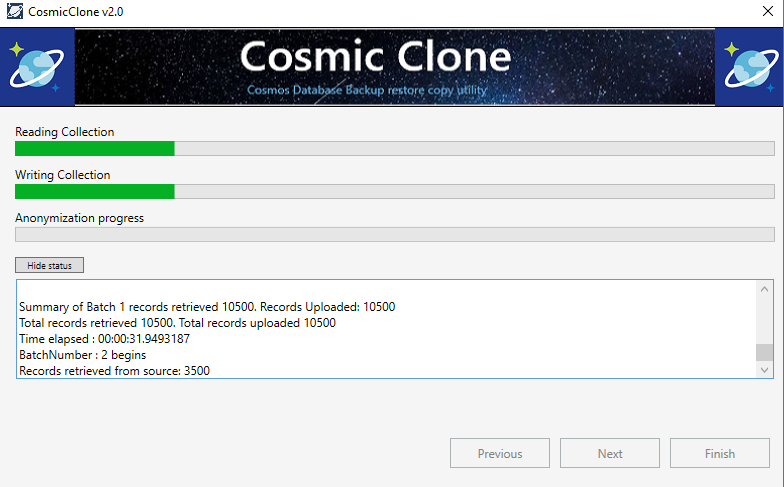 CosmicClone v2.0
Cosmic Clone
Cosmos Database Backup restore copy utility
Reading Collection
Writing Collection
Anonymization progress
Hide status
Summary of Batch 1 records retrieved 10500. Records Uploaded: 10500
Total records retrieved 10500. Total records uploaded 10500
Time elapsed : 00:00:31.9493187
BatchNumber : 2 begins
Records retrieved from source: 3500
Previous
Next
Finish